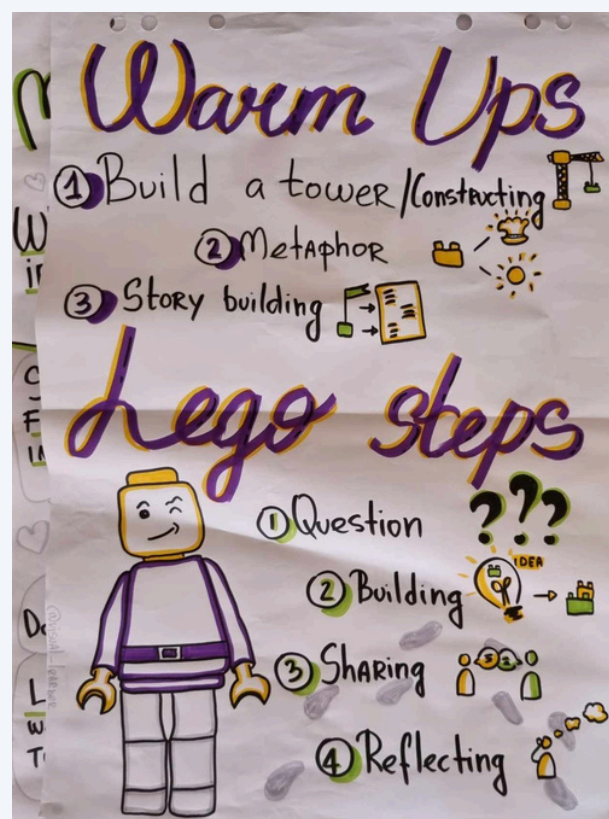 Warm Ups
1 Build a tower/Constructing
2 Metaphor
3 Story building
Lego steps
1 Question ???
IDEA
2 Building
3 Sharing
4 Reflecting